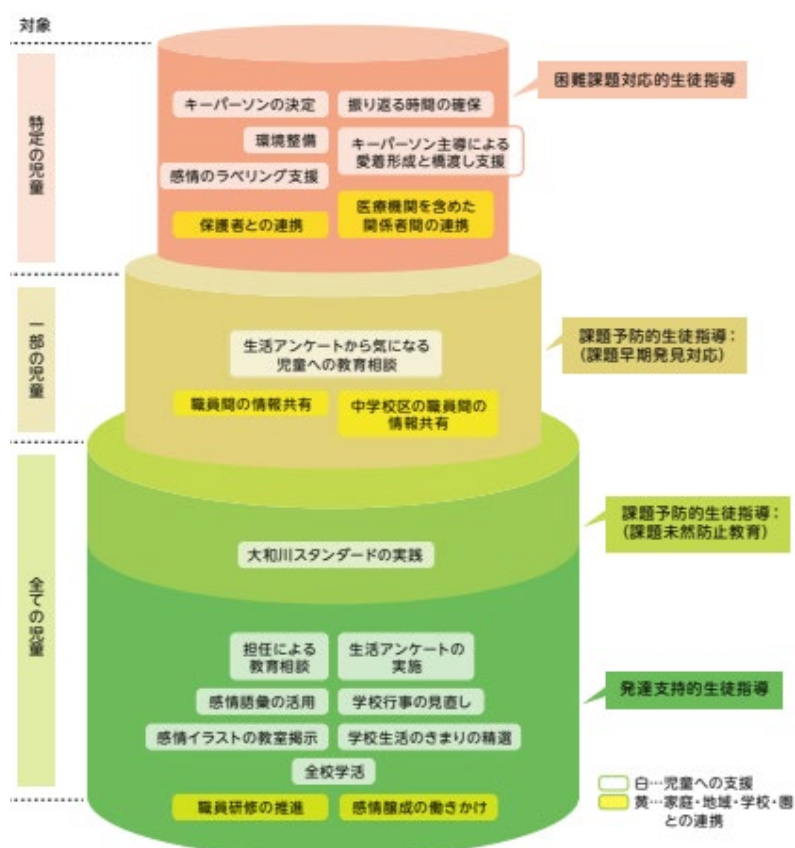 対象
特定の児童
キーパーソンの決定
振り返る時間の確保
環境整備
キーパーソン主導による
愛着形成と橋渡し支援
感情のラベリング支援
保護者との連携
医療機関を含めた
関係者間の連携
困難課題対応的生徒指導
一部の児童
生活アンケートから気になる
児童への教育相談
職員間の情報共有
中学校区の職員間の
情報共有
課題予防的生徒指導：
(課題早期発見対応)
全ての児童
大和川スタンダードの実践
課題予防的生徒指導：
(課題未然防止教育)
担任による
教育相談
生活アンケートの
実施
感情語彙の活用
学校行事の見直し
感情イラストの教室掲示
学校生活のきまりの精選
全校学活
職員研修の推進
感情醸成の働きかけ
発達支持的生徒指導
白…児童への支援
黄…家庭・地域・学校・園
との連携